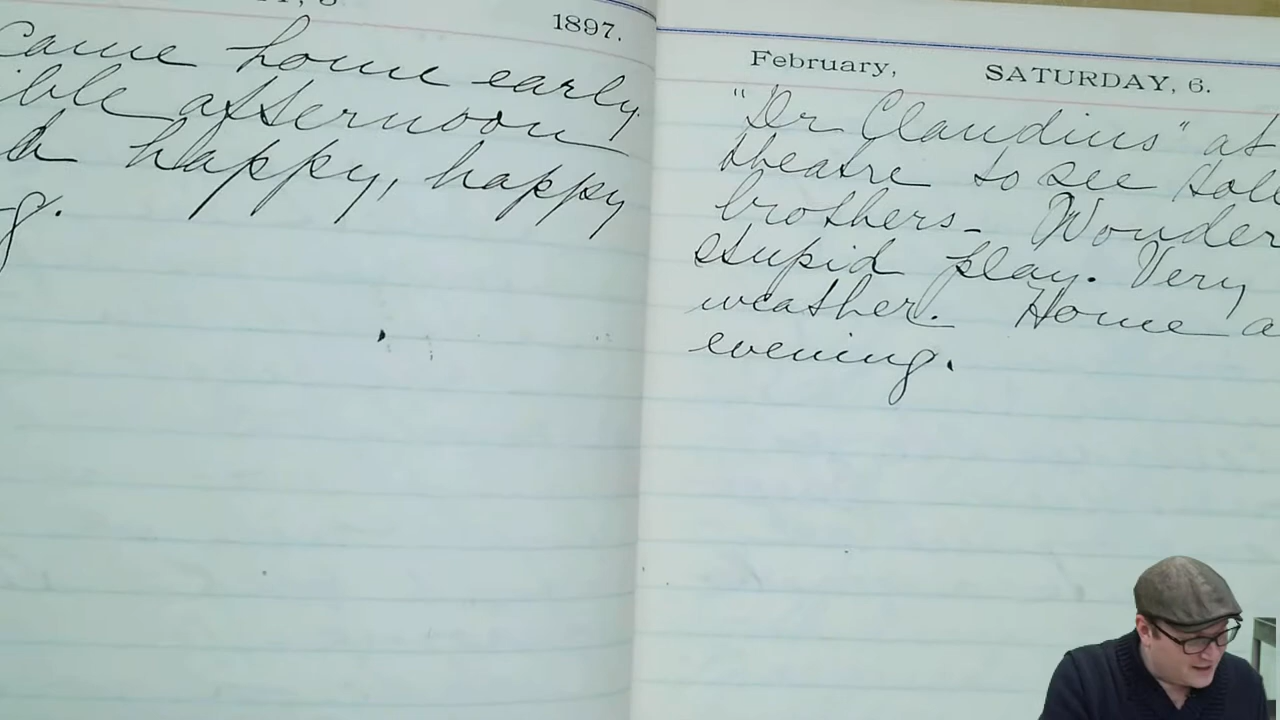 1897.
came home early.
ible afternoon
happy, happy
g.
February, SATURDAY, 6.
"Dr Claudius" at
theatre to see
brothers - Wonder
stupid play. Very
weather. Home a
evening.